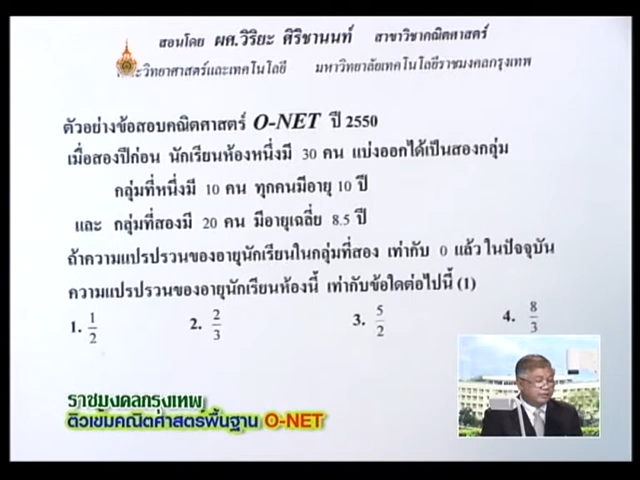 สอนโดย ผศ.วิริยะ ศิริชานนท์ สาขาวิชาคณิตศาสตร์
วิทยาศาสตร์และเทคโนโลยี มหาวิทยาลัยเทคโนโลยีราชมงคลกรุงเทพ
ตัวอย่างข้อสอบคณิตศาสตร์ O-NET ปี 2550
เมื่อสองปีก่อน นักเรียนห้องหนึ่งมี 30 คน แบ่งออกได้เป็นสองกลุ่ม
กลุ่มที่หนึ่งมี 10 คน ทุกคนมีอายุ 10 ปี
และ กลุ่มที่สองมี 20 คน มีอายุเฉลี่ย 8.5 ปี
ถ้าความแปรปรวนของอายุนักเรียนในกลุ่มที่สอง เท่ากับ 0 แล้ว ในปัจจุบัน
ความแปรปรวนของอายุนักเรียนห้องนี้ เท่ากับข้อใดต่อไปนี้ (1)
1. 1/2 2. 2/3 3. 5/2 4. 8/3
ราชมงคลกรุงเทพ
ติวเข้มคณิตศาสตร์พื้นฐาน O-NET